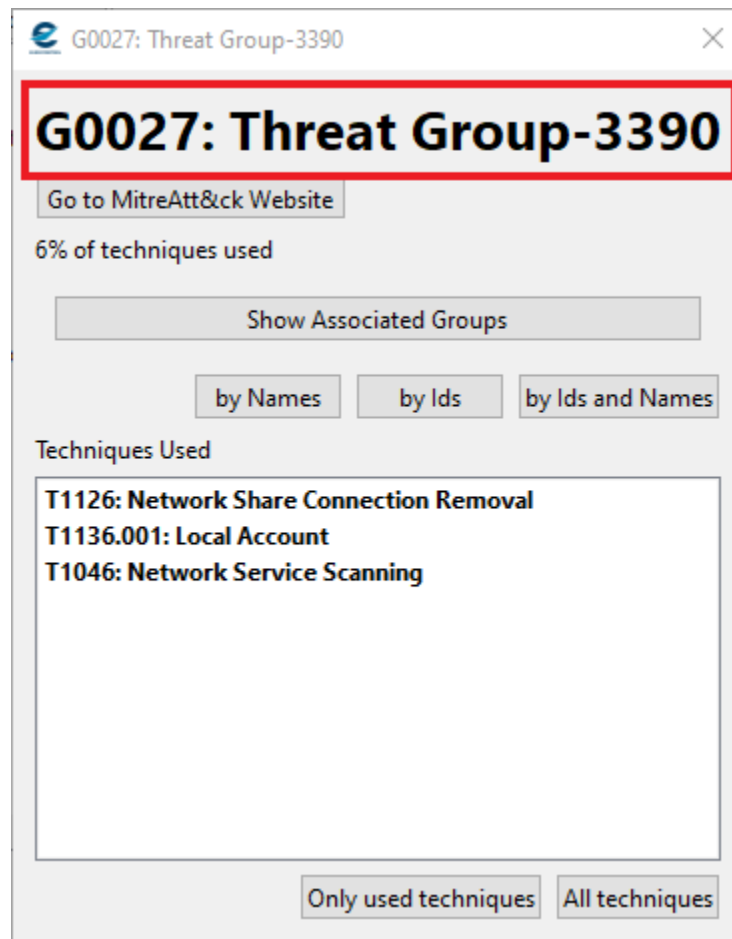 G0027: Threat Group-3390
G0027: Threat Group-3390
Go to MitreAtt&ck Website
6% of techniques used
Show Associated Groups
by Names by Ids by Ids and Names
Techniques Used
T1126: Network Share Connection Removal
T1136.001: Local Account
T1046: Network Service Scanning
Only used techniques All techniques